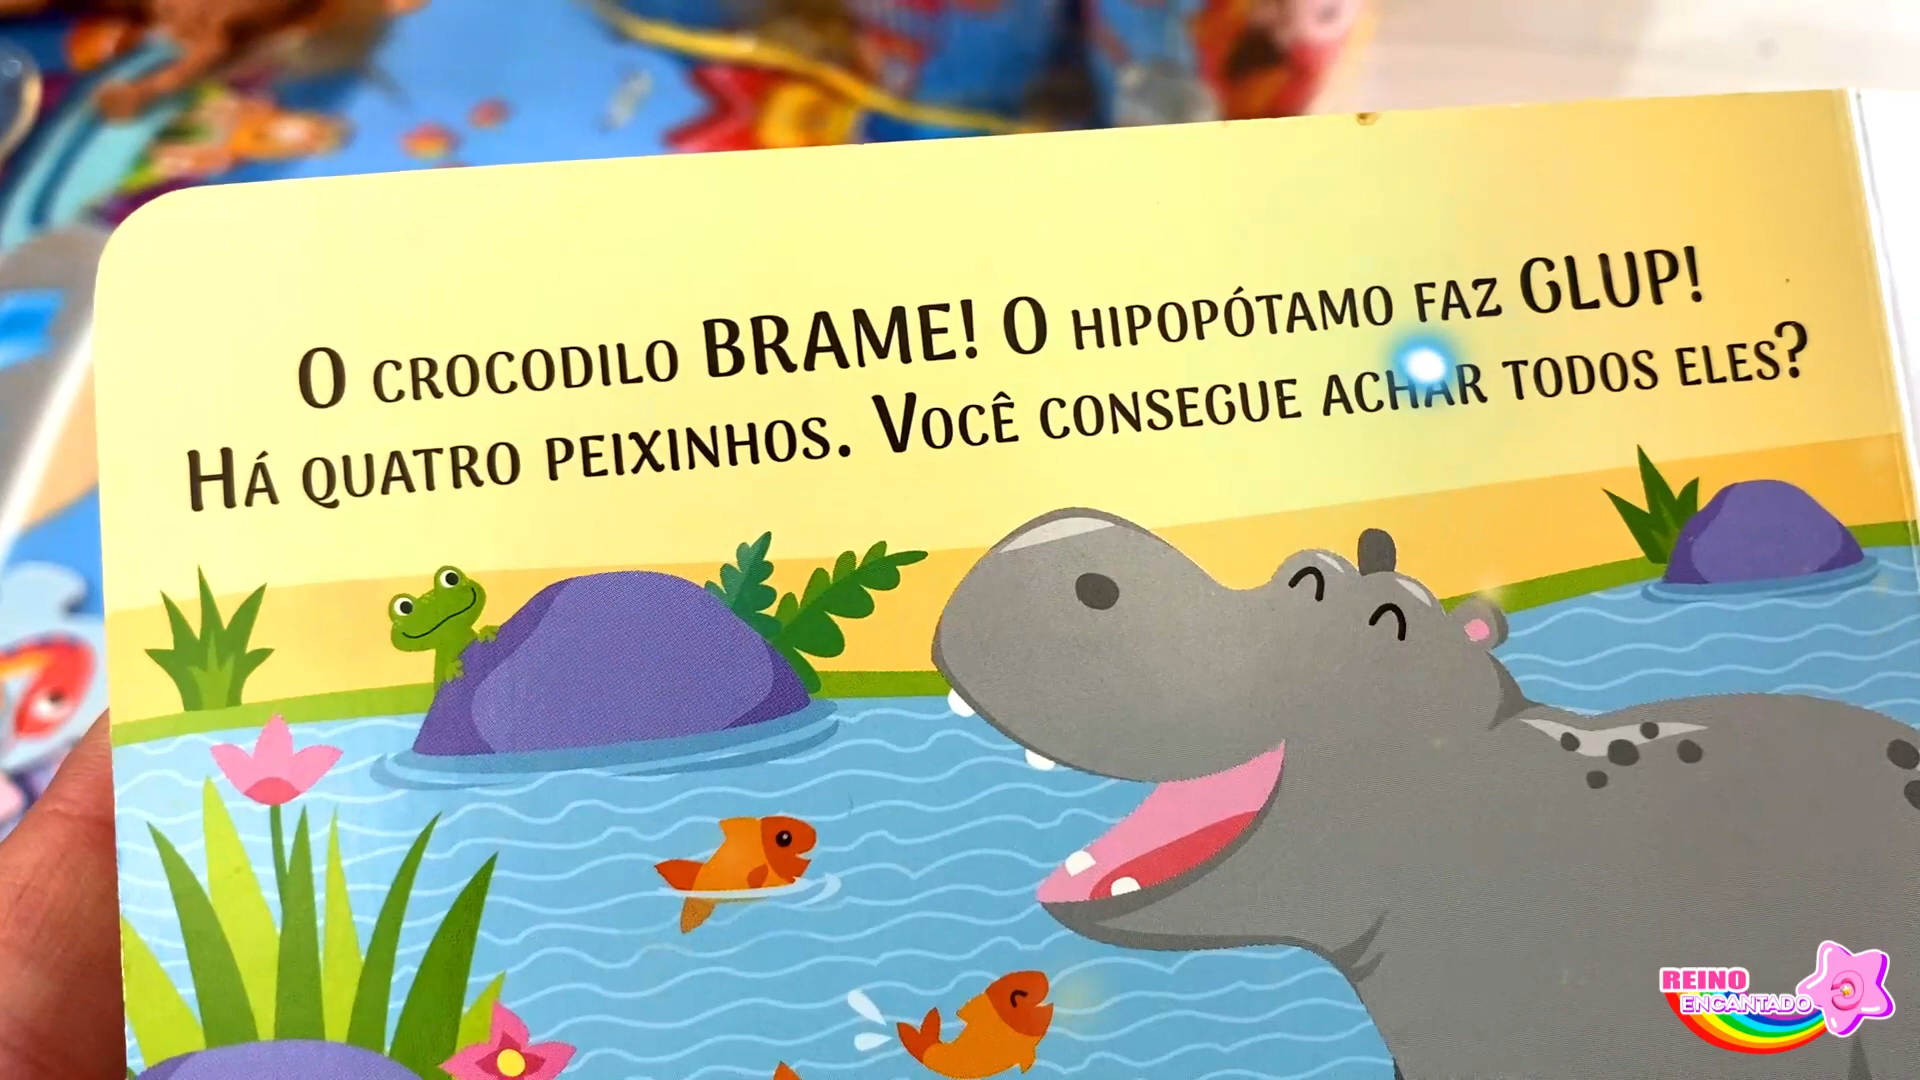 O CROCODILO BRAME! O HIPOPÓTAMO FAZ GLUP!
HÁ QUATRO PEIXINHOS. VOCÊ CONSEGUE ACHAR TODOS ELES?
REINO
ENCANTADO